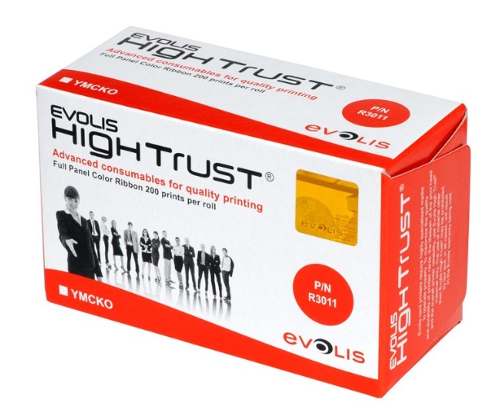 EVOLIS
HIGHTRUST®
Advanced consumables for quality printing
Full Panel Color Ribbon 200 prints per roll
YMCKO
P/N
R3011
evolis
EVOLIS
HIGHTRUST®
Advanced consumables for quality printing
Full Panel Color Ribbon 200 prints per roll
P/N
R3011
YMCKO
evolis
EVOLIS
HIGHTRUST®